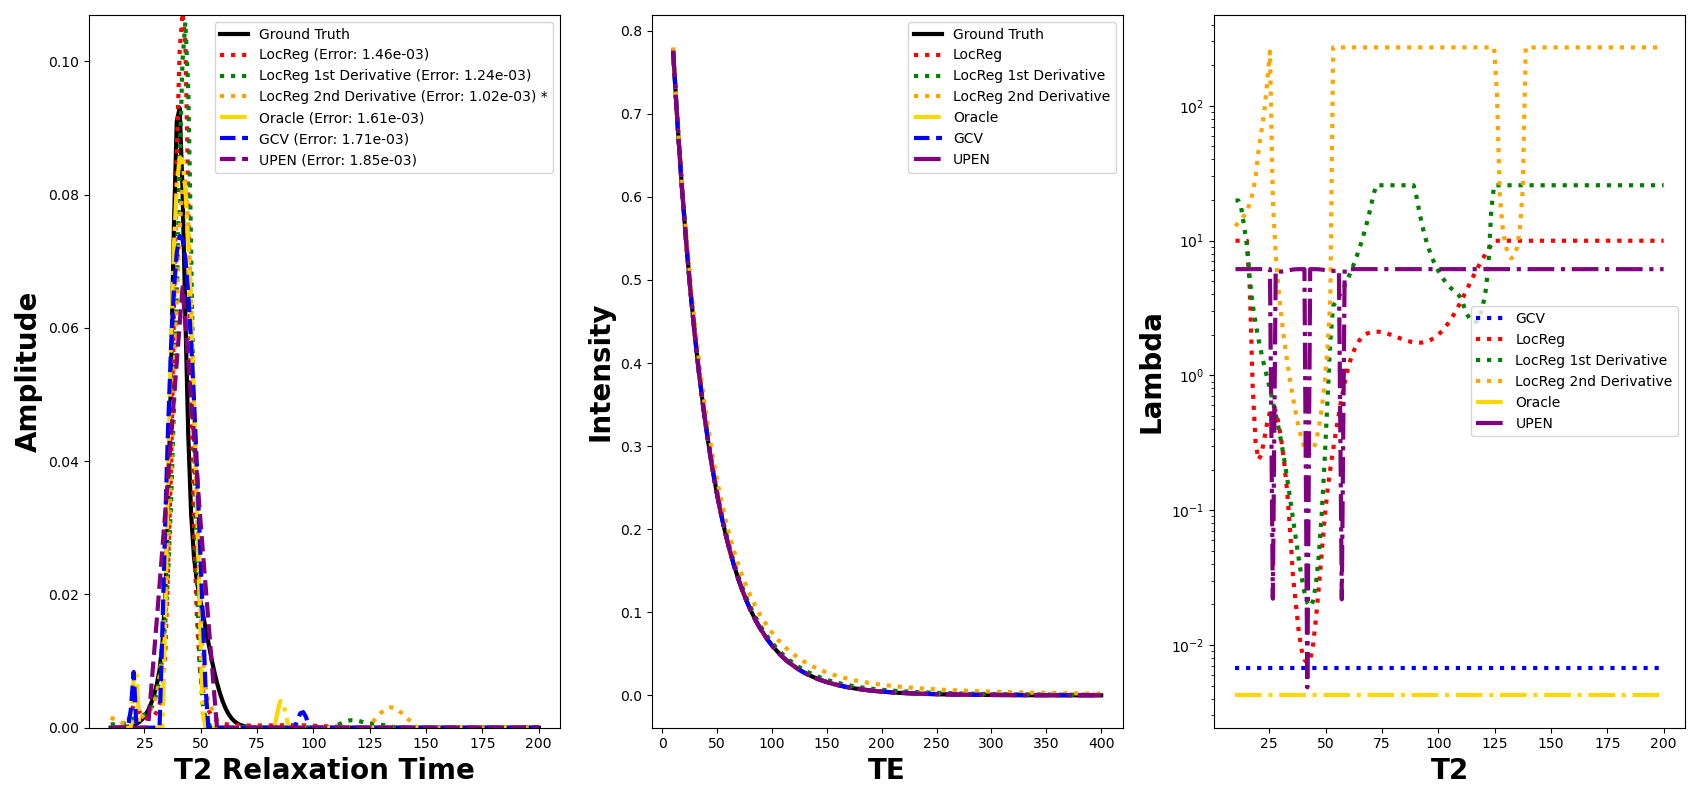 Amplitude
0.10
0.08
0.06
0.04
0.02
0.00
25 50 75 100 125 150 175 200
T2 Relaxation Time
Ground Truth
LocReg (Error: 1.46e-03)
LocReg 1st Derivative (Error: 1.24e-03)
LocReg 2nd Derivative (Error: 1.02e-03) *
Oracle (Error: 1.61e-03)
GCV (Error: 1.71e-03)
UPEN (Error: 1.85e-03)
Intensity
0.8
0.7
0.6
0.5
0.4
0.3
0.2
0.1
0.0
0 50 100 150 200 250 300 350 400
TE
Ground Truth
LocReg
LocReg 1st Derivative
LocReg 2nd Derivative
Oracle
GCV
UPEN
Lambda
10²
10¹
10⁰
10⁻¹
10⁻²
25 50 75 100 125 150 175 200
T2
GCV
LocReg
LocReg 1st Derivative
LocReg 2nd Derivative
Oracle
UPEN